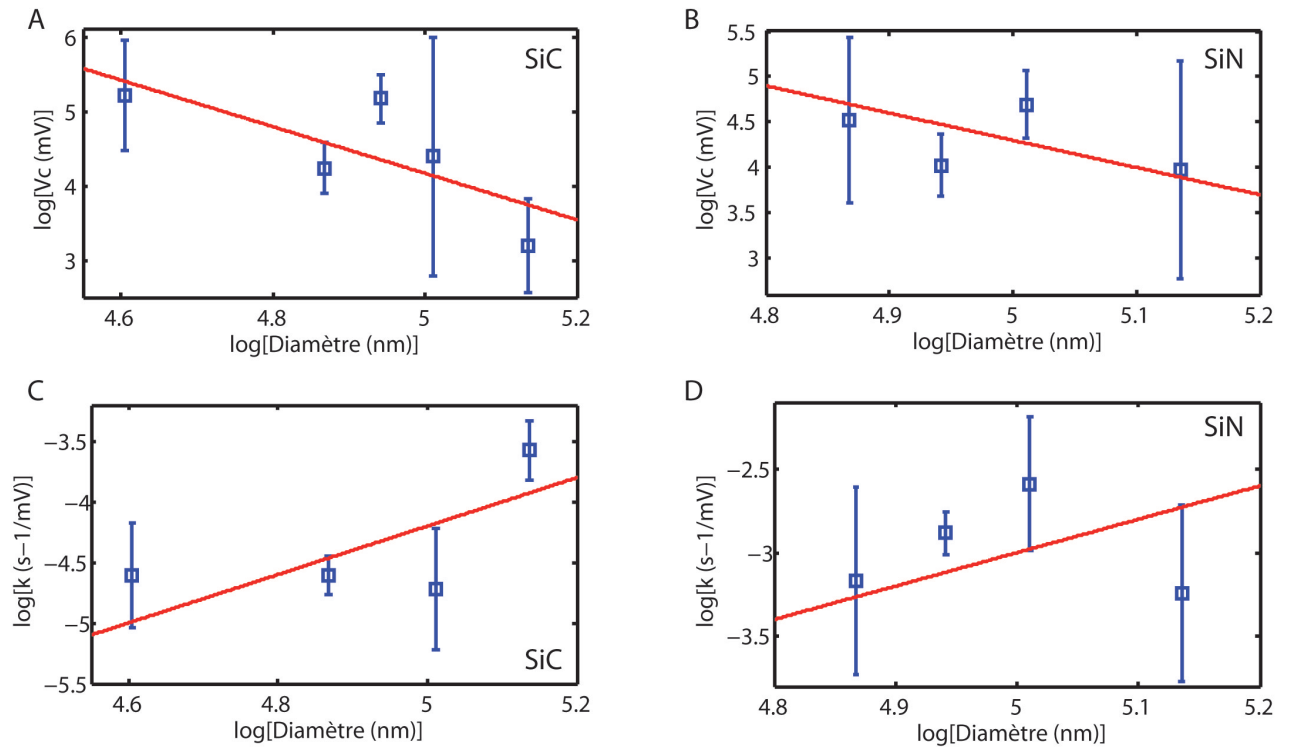 A
SiC
6
5
4
3
4.6 4.8 5 5.2
log[Vc (mV)]
log[Diamètre (nm)]
B
SiN
5.5
5
4.5
4
3.5
3
4.8 4.9 5 5.1 5.2
log[Vc (mV)]
log[Diamètre (nm)]
C
SiC
−3.5
−4
−4.5
−5
−5.5
4.6 4.8 5 5.2
log[k (s−1/mV)]
log[Diamètre (nm)]
D
SiN
−2.5
−3
−3.5
4.8 4.9 5 5.1 5.2
log[k (s−1/mV)]
log[Diamètre (nm)]